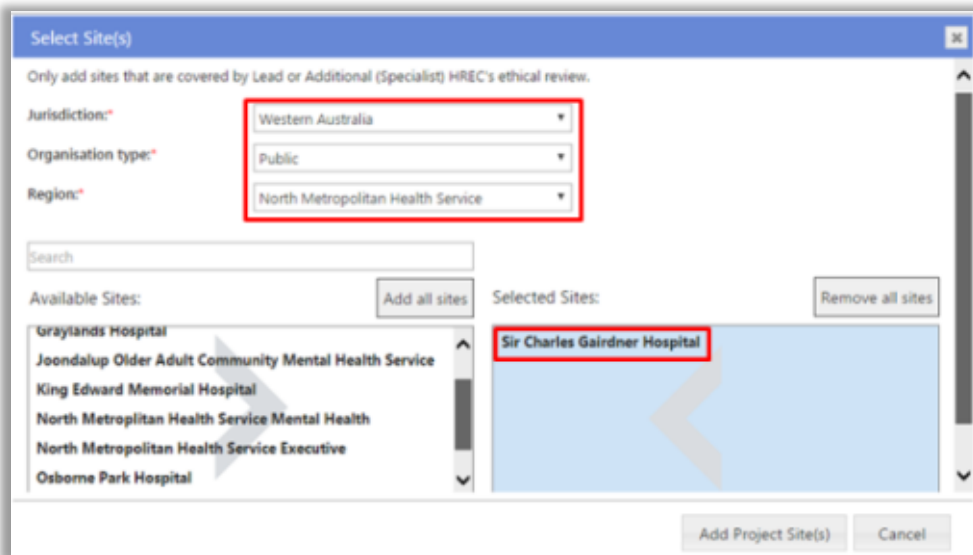 Select Site(s)
Only add sites that are covered by Lead or Additional (Specialist) HREC's ethical review.
Jurisdiction:* Western Australia
Organisation type:* Public
Region:* North Metropolitan Health Service
Search
Available Sites: Add all sites Selected Sites: Remove all sites
Graylands Hospital
Joondalup Older Adult Community Mental Health Service
King Edward Memorial Hospital
North Metroplitan Health Service Mental Health
North Metropolitan Health Service Executive
Osborne Park Hospital
Sir Charles Gairdner Hospital
Add Project Site(s) Cancel